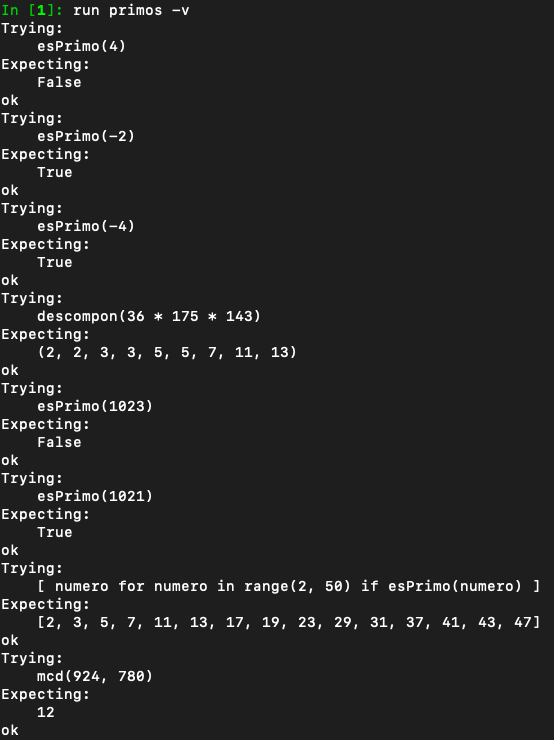 In [1]: run primos -v
Trying:
    esPrimo(4)
Expecting:
    False
ok
Trying:
    esPrimo(-2)
Expecting:
    True
ok
Trying:
    esPrimo(-4)
Expecting:
    True
ok
Trying:
    descompon(36 * 175 * 143)
Expecting:
    (2, 2, 3, 3, 5, 5, 7, 11, 13)
ok
Trying:
    esPrimo(1023)
Expecting:
    False
ok
Trying:
    esPrimo(1021)
Expecting:
    True
ok
Trying:
    [ numero for numero in range(2, 50) if esPrimo(numero) ]
Expecting:
    [2, 3, 5, 7, 11, 13, 17, 19, 23, 29, 31, 37, 41, 43, 47]
ok
Trying:
    mcd(924, 780)
Expecting:
    12
ok